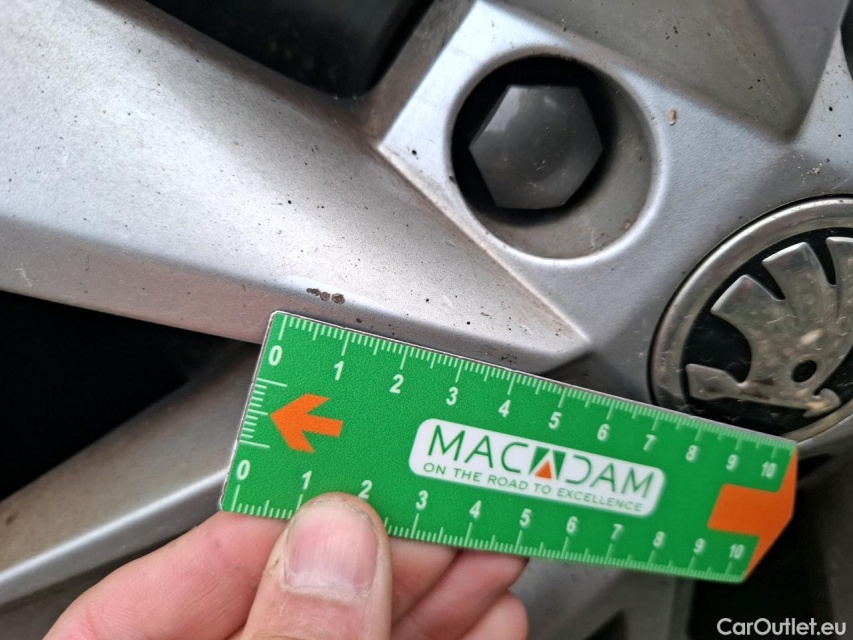 0 1 2 3 4 5 6 7 8 9 10
MACADAM
ON THE ROAD TO EXCELLENCE
0 1 2 3 4 5 6 7 8 9 10
CarOutlet.eu